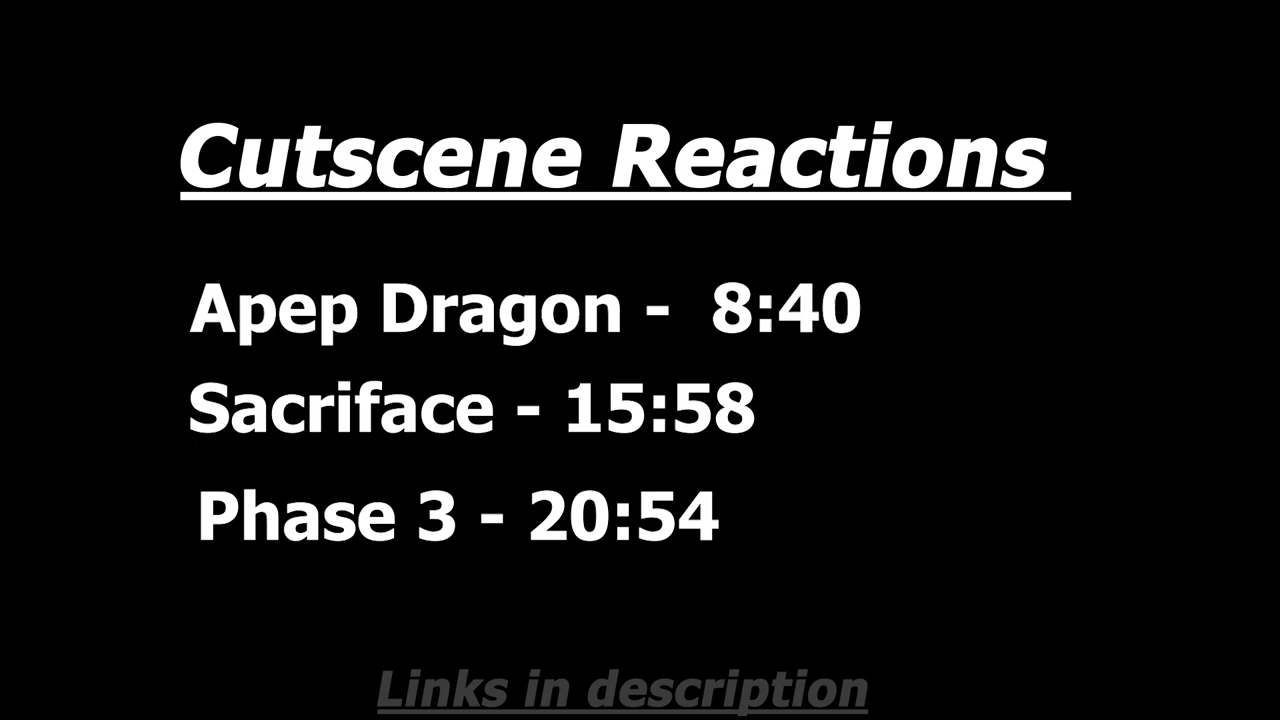 Cutscene Reactions
Apep Dragon - 8:40
Sacriface - 15:58
Phase 3 - 20:54
Links in description